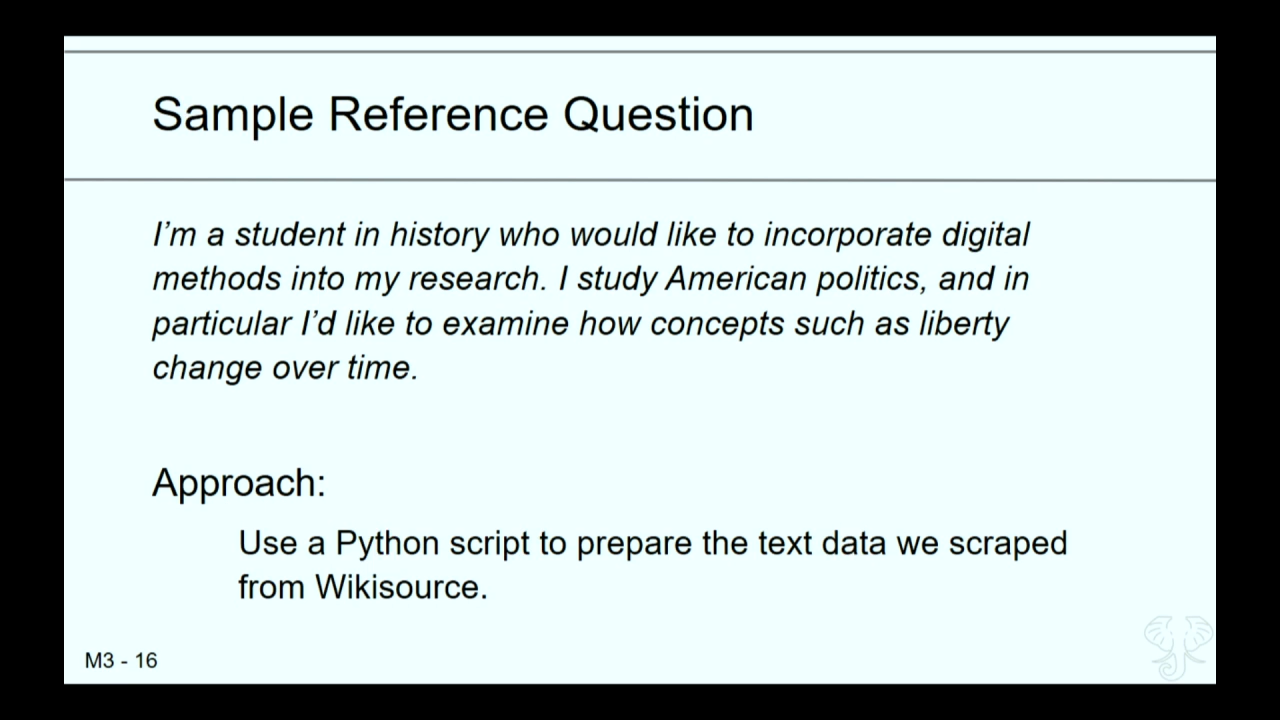 Sample Reference Question
I’m a student in history who would like to incorporate digital
methods into my research. I study American politics, and in
particular I’d like to examine how concepts such as liberty
change over time.
Approach:
Use a Python script to prepare the text data we scraped
from Wikisource.
M3 - 16